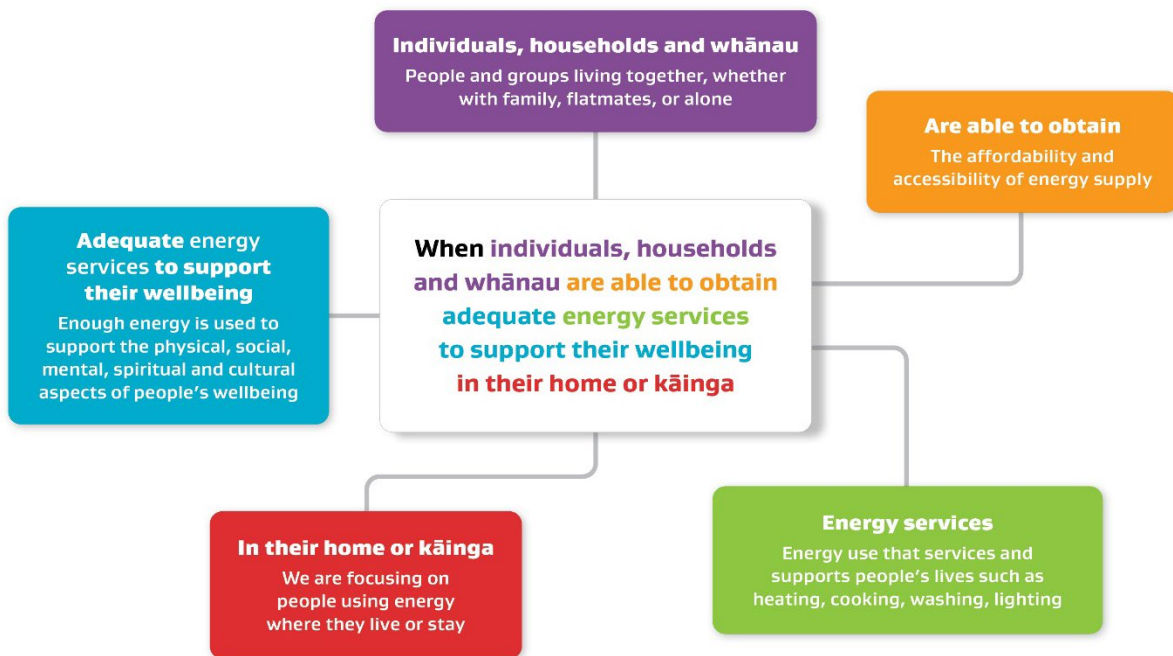 Individuals, households and whānau
People and groups living together, whether
with family, flatmates, or alone
Are able to obtain
The affordability and
accessibility of energy supply
Adequate energy
services to support
their wellbeing
Enough energy is used to
support the physical, social,
mental, spiritual and cultural
aspects of people’s wellbeing
When individuals, households
and whānau are able to obtain
adequate energy services
to support their wellbeing
in their home or kāinga
In their home or kāinga
We are focusing on
people using energy
where they live or stay
Energy services
Energy use that services and
supports people’s lives such as
heating, cooking, washing, lighting